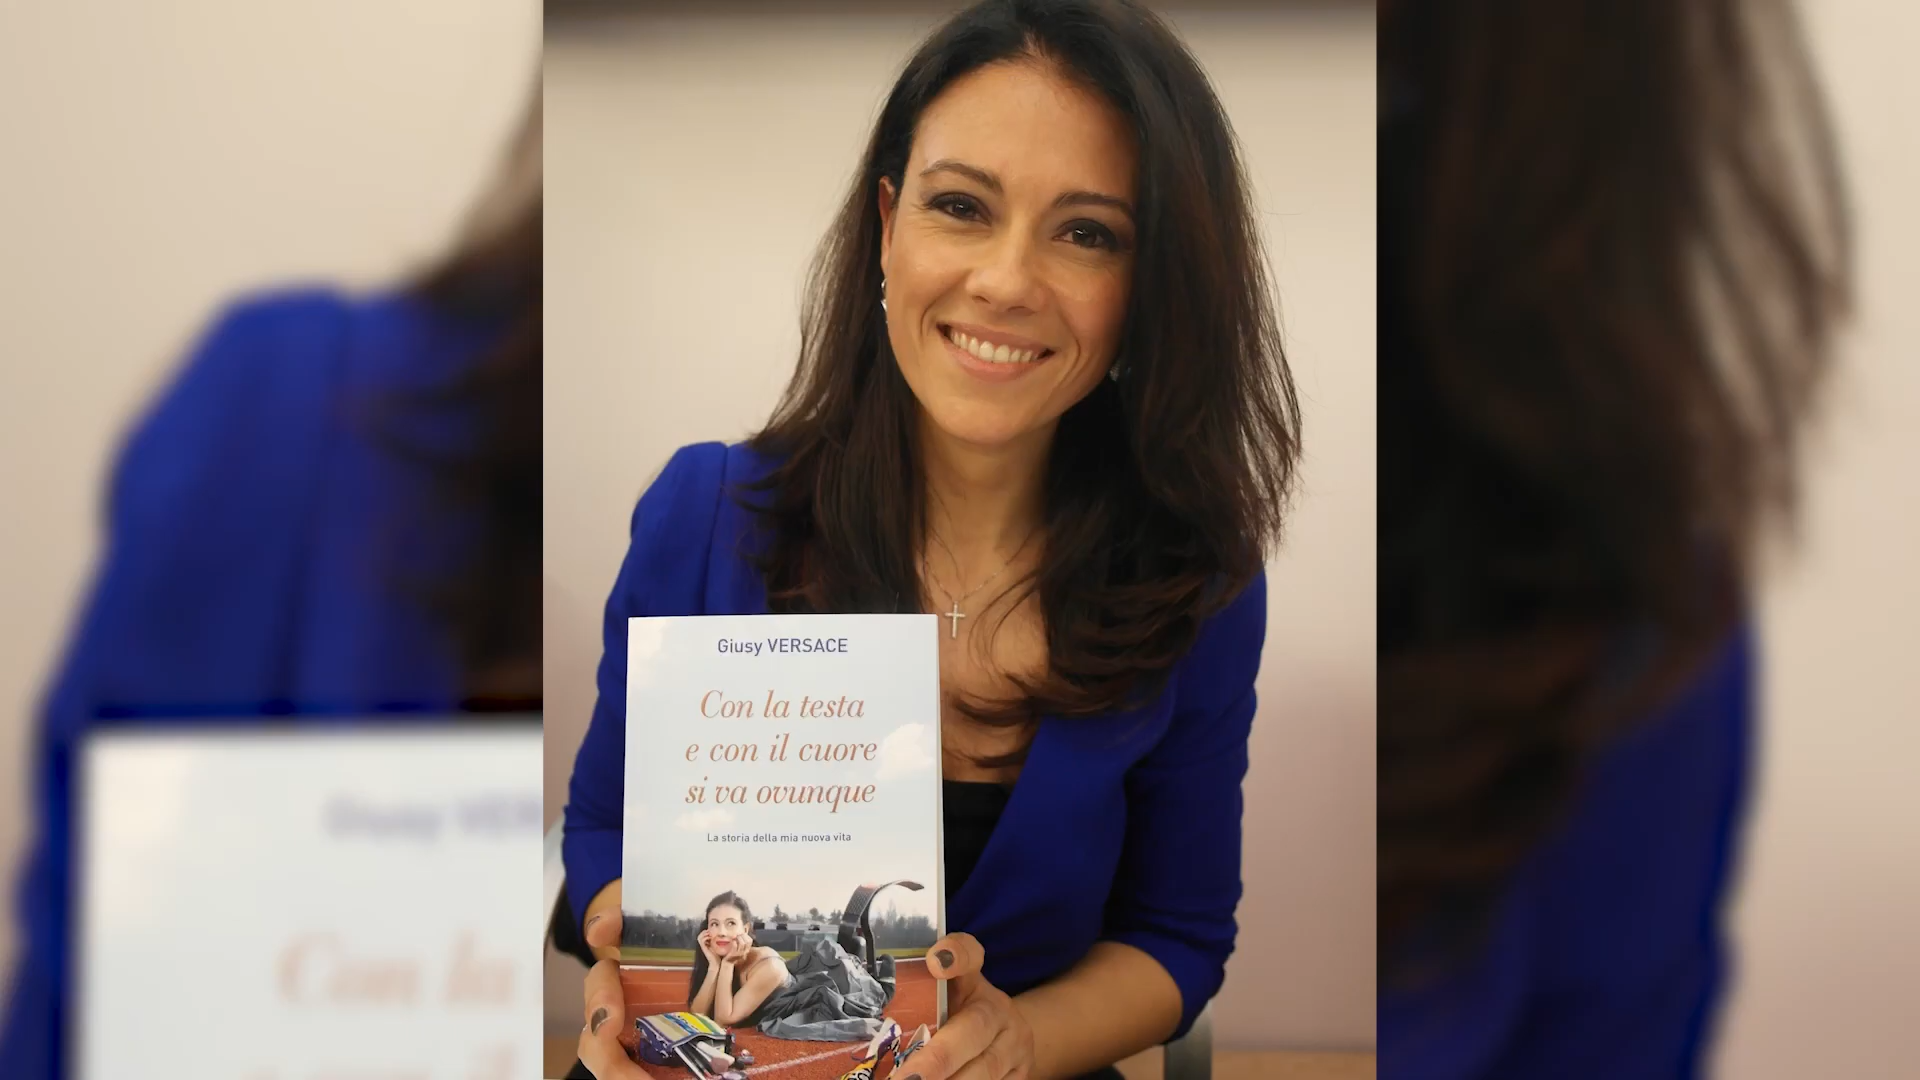 Giusy VERSACE
Con la testa
e con il cuore
si va ovunque
La storia della mia nuova vita